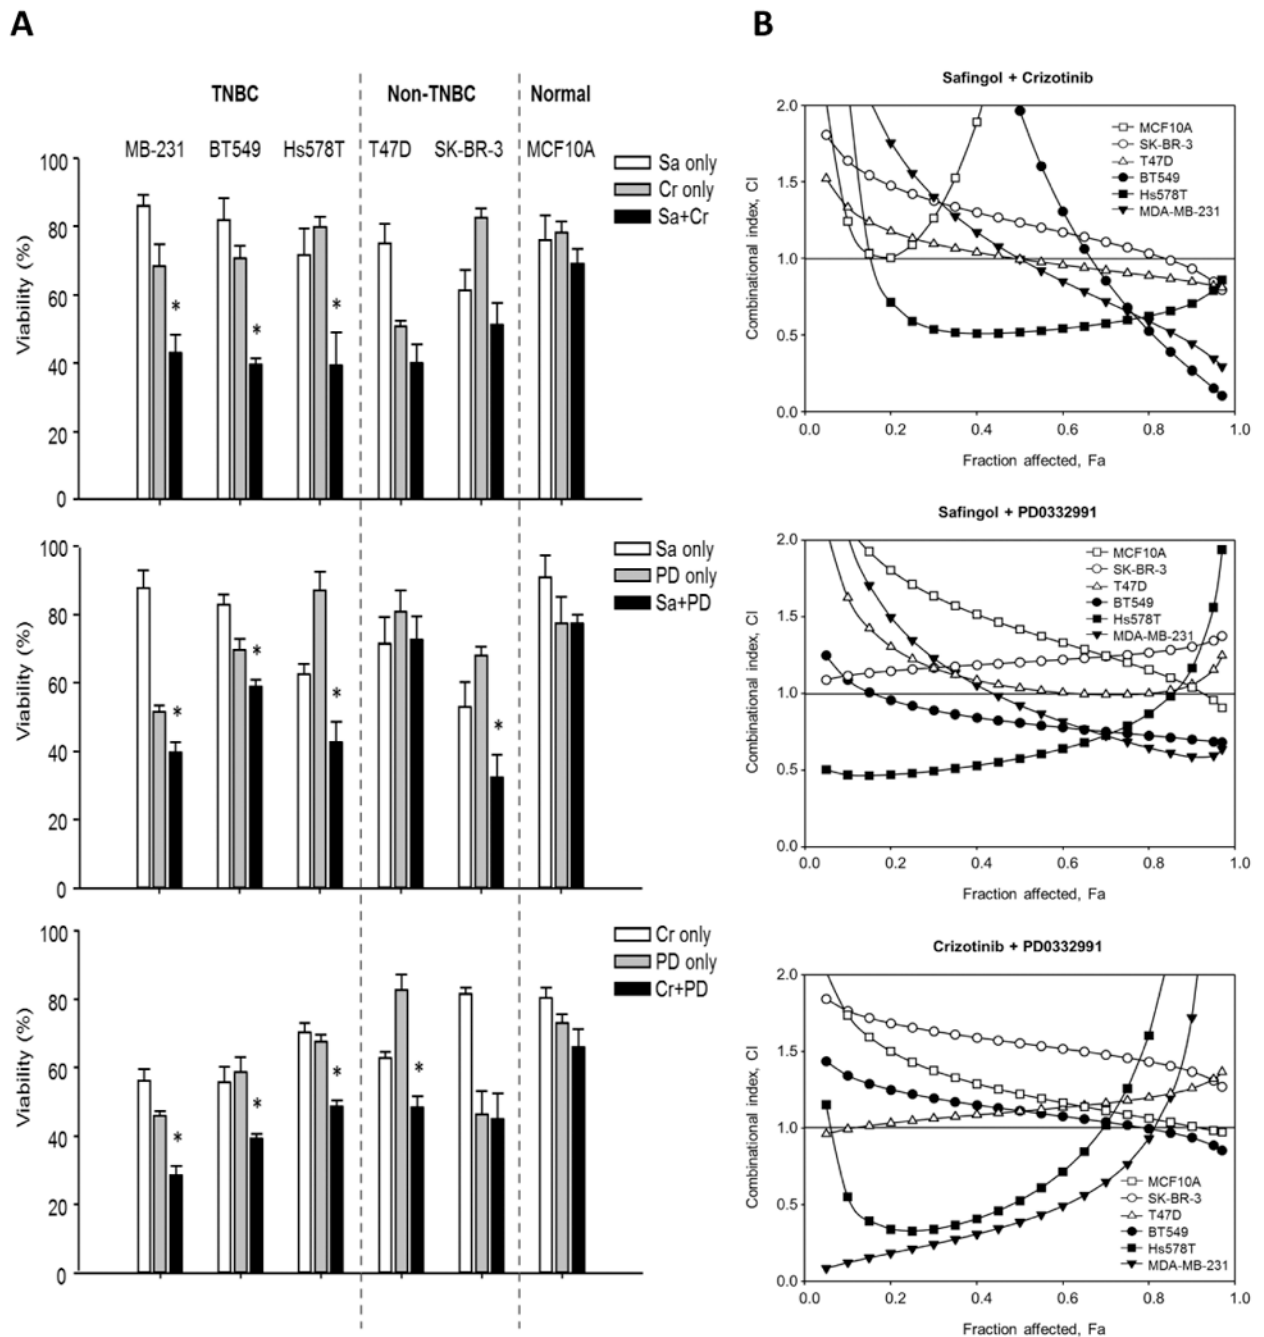 A
B
TNBC
Non-TNBC
Normal
MB-231
BT549
Hs578T
T47D
SK-BR-3
MCF10A
Viability (%)
100
80
60
40
20
0
Sa only
Cr only
Sa+Cr
*
*
*
Viability (%)
100
80
60
40
20
0
Sa only
PD only
Sa+PD
*
*
*
*
Viability (%)
100
80
60
40
20
0
Cr only
PD only
Cr+PD
*
*
*
*
Safingol + Crizotinib
Combinational index, CI
2.0
1.5
1.0
0.5
0.0
MCF10A
SK-BR-3
T47D
BT549
Hs578T
MDA-MB-231
0.0 0.2 0.4 0.6 0.8 1.0
Fraction affected, Fa
Safingol + PD0332991
Combinational index, CI
2.0
1.5
1.0
0.5
0.0
MCF10A
SK-BR-3
T47D
BT549
Hs578T
MDA-MB-231
0.0 0.2 0.4 0.6 0.8 1.0
Fraction affected, Fa
Crizotinib + PD0332991
Combinational index, CI
2.0
1.5
1.0
0.5
0.0
MCF10A
SK-BR-3
T47D
BT549
Hs578T
MDA-MB-231
0.0 0.2 0.4 0.6 0.8 1.0
Fraction affected, Fa